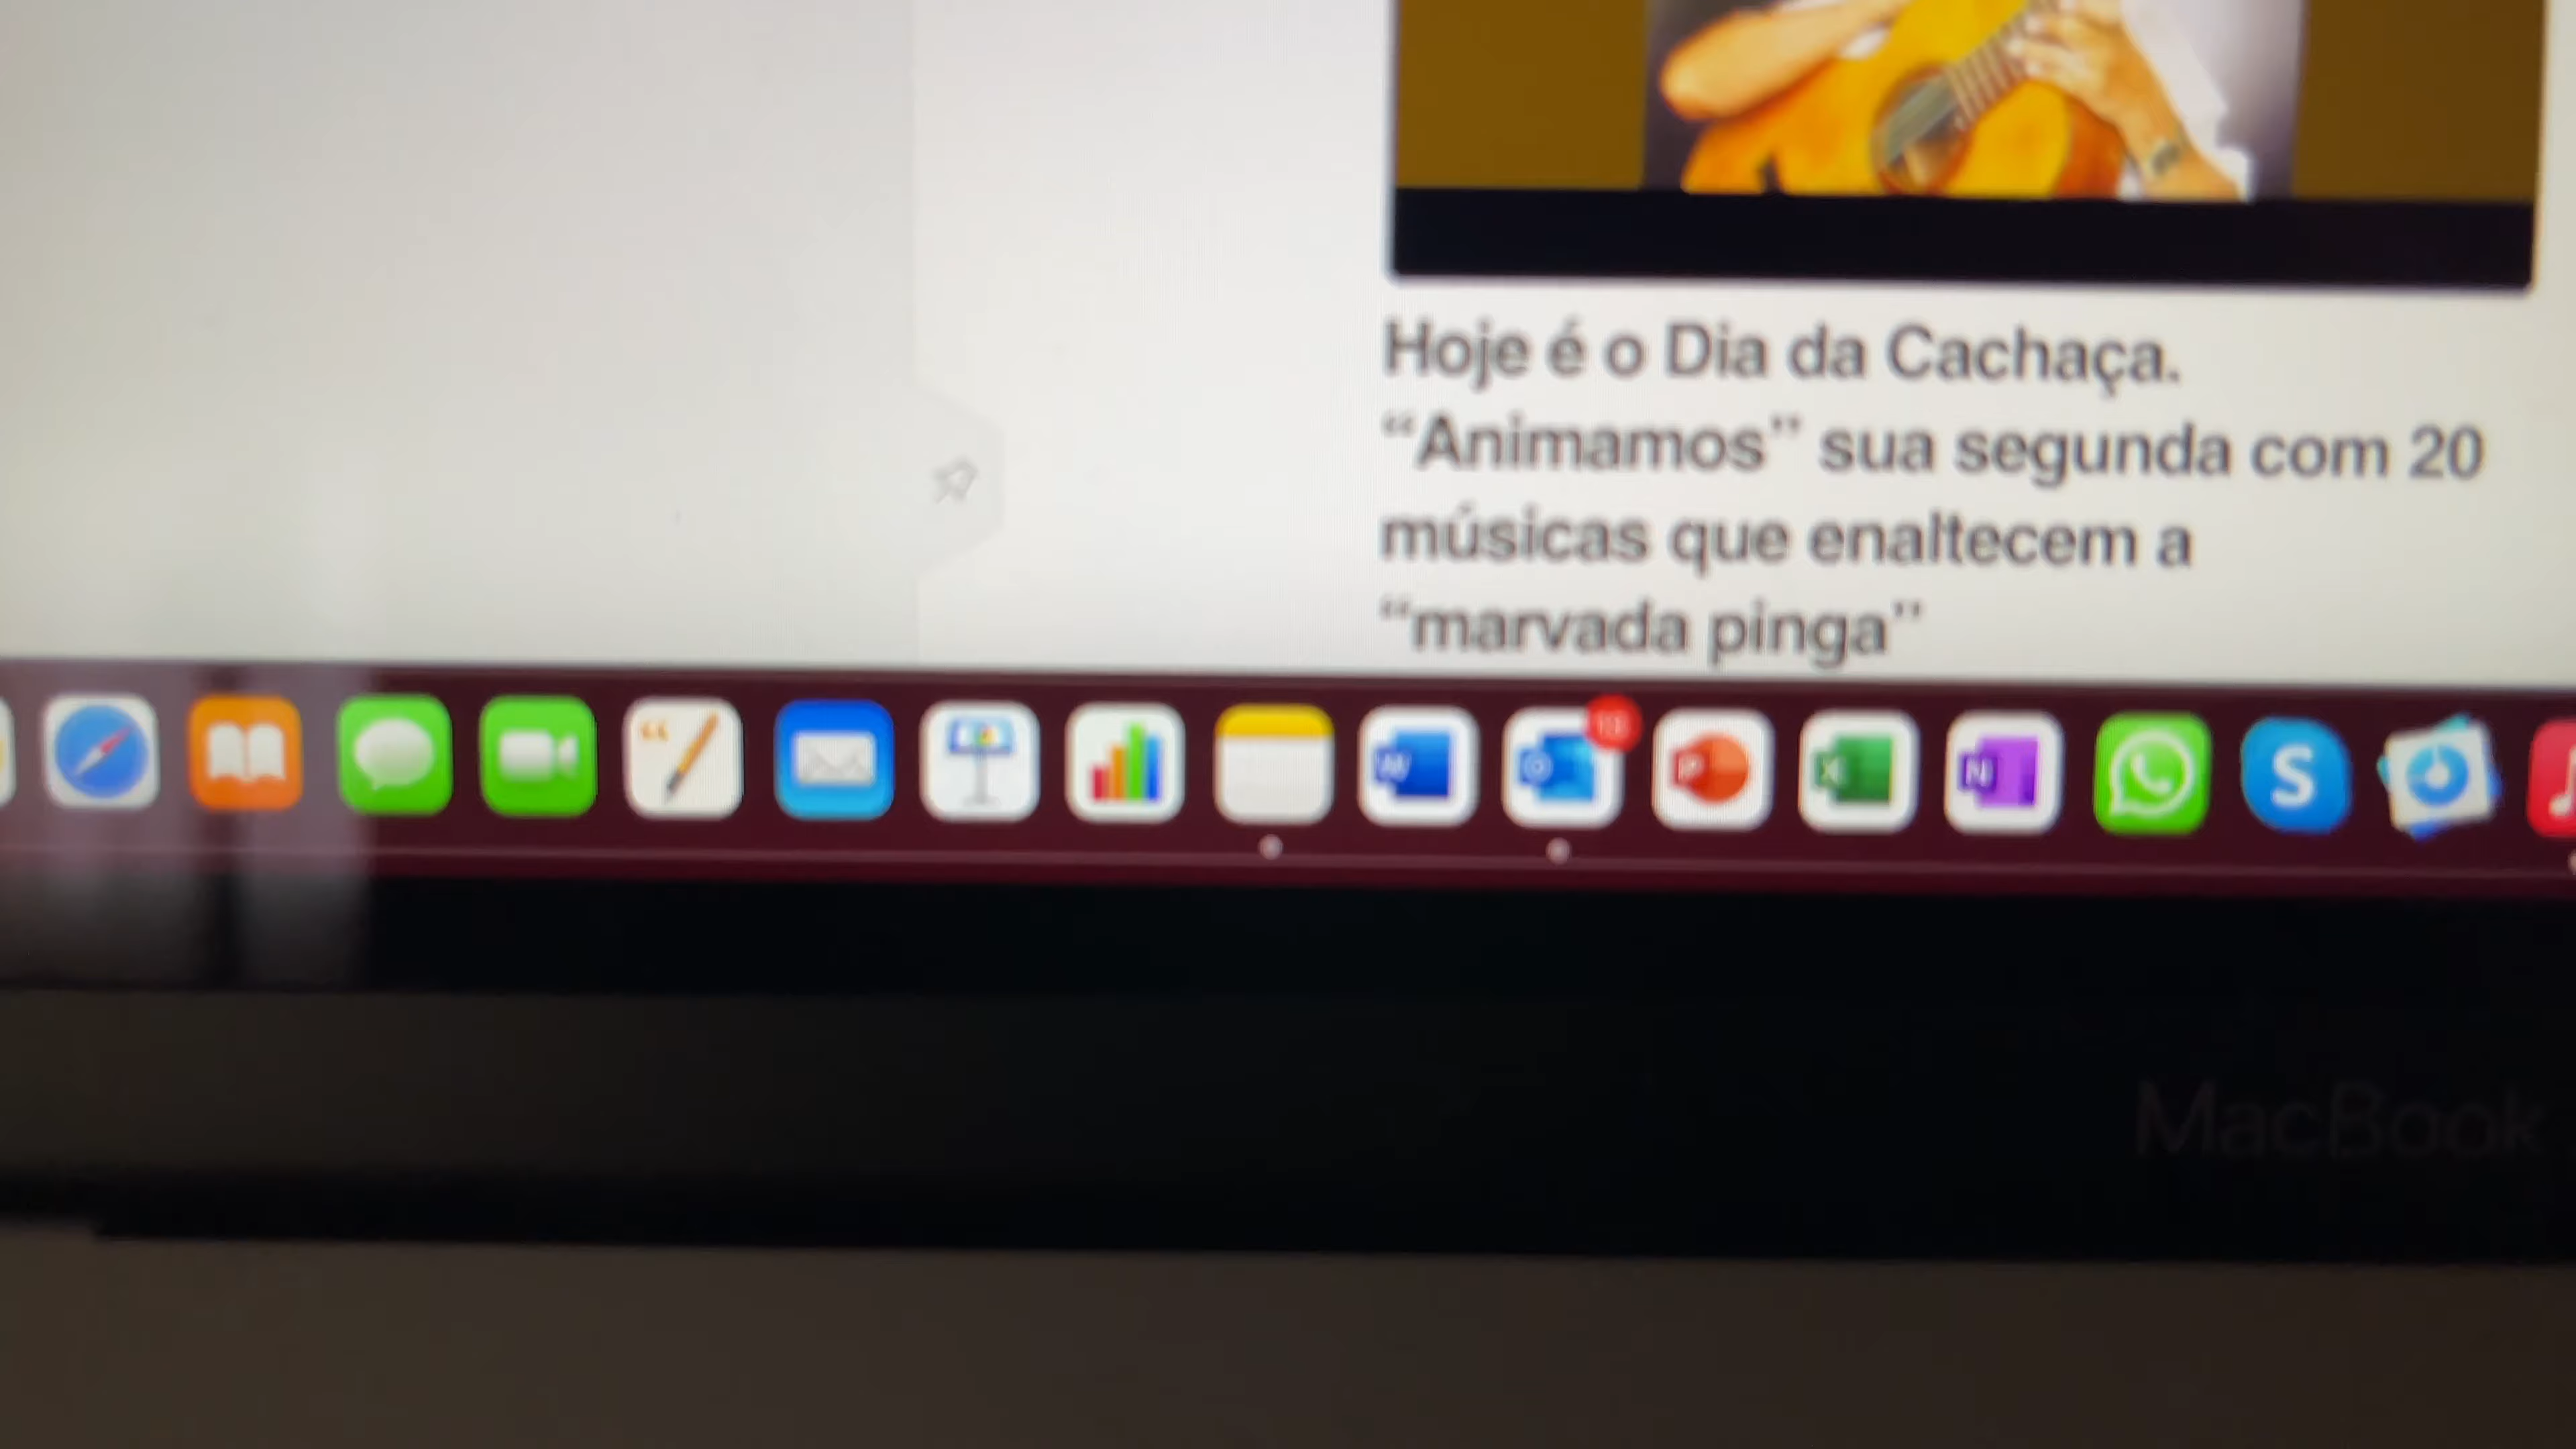 Hoje é o Dia da Cachaça.
“Animamos” sua segunda com 20
músicas que enaltecem a
“marvada pinga”
W
P
X
N
S
MacBook